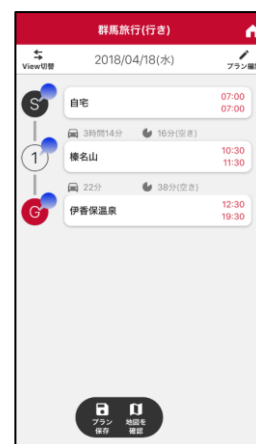 群馬旅行(行き)
View切替
2018/04/18(水)
プラン編
S
自宅
07:00
07:00
3時間14分
16分(空き)
1
榛名山
10:30
11:30
22分
38分(空き)
G
伊香保温泉
12:30
19:30
プラン保存
地図を確認